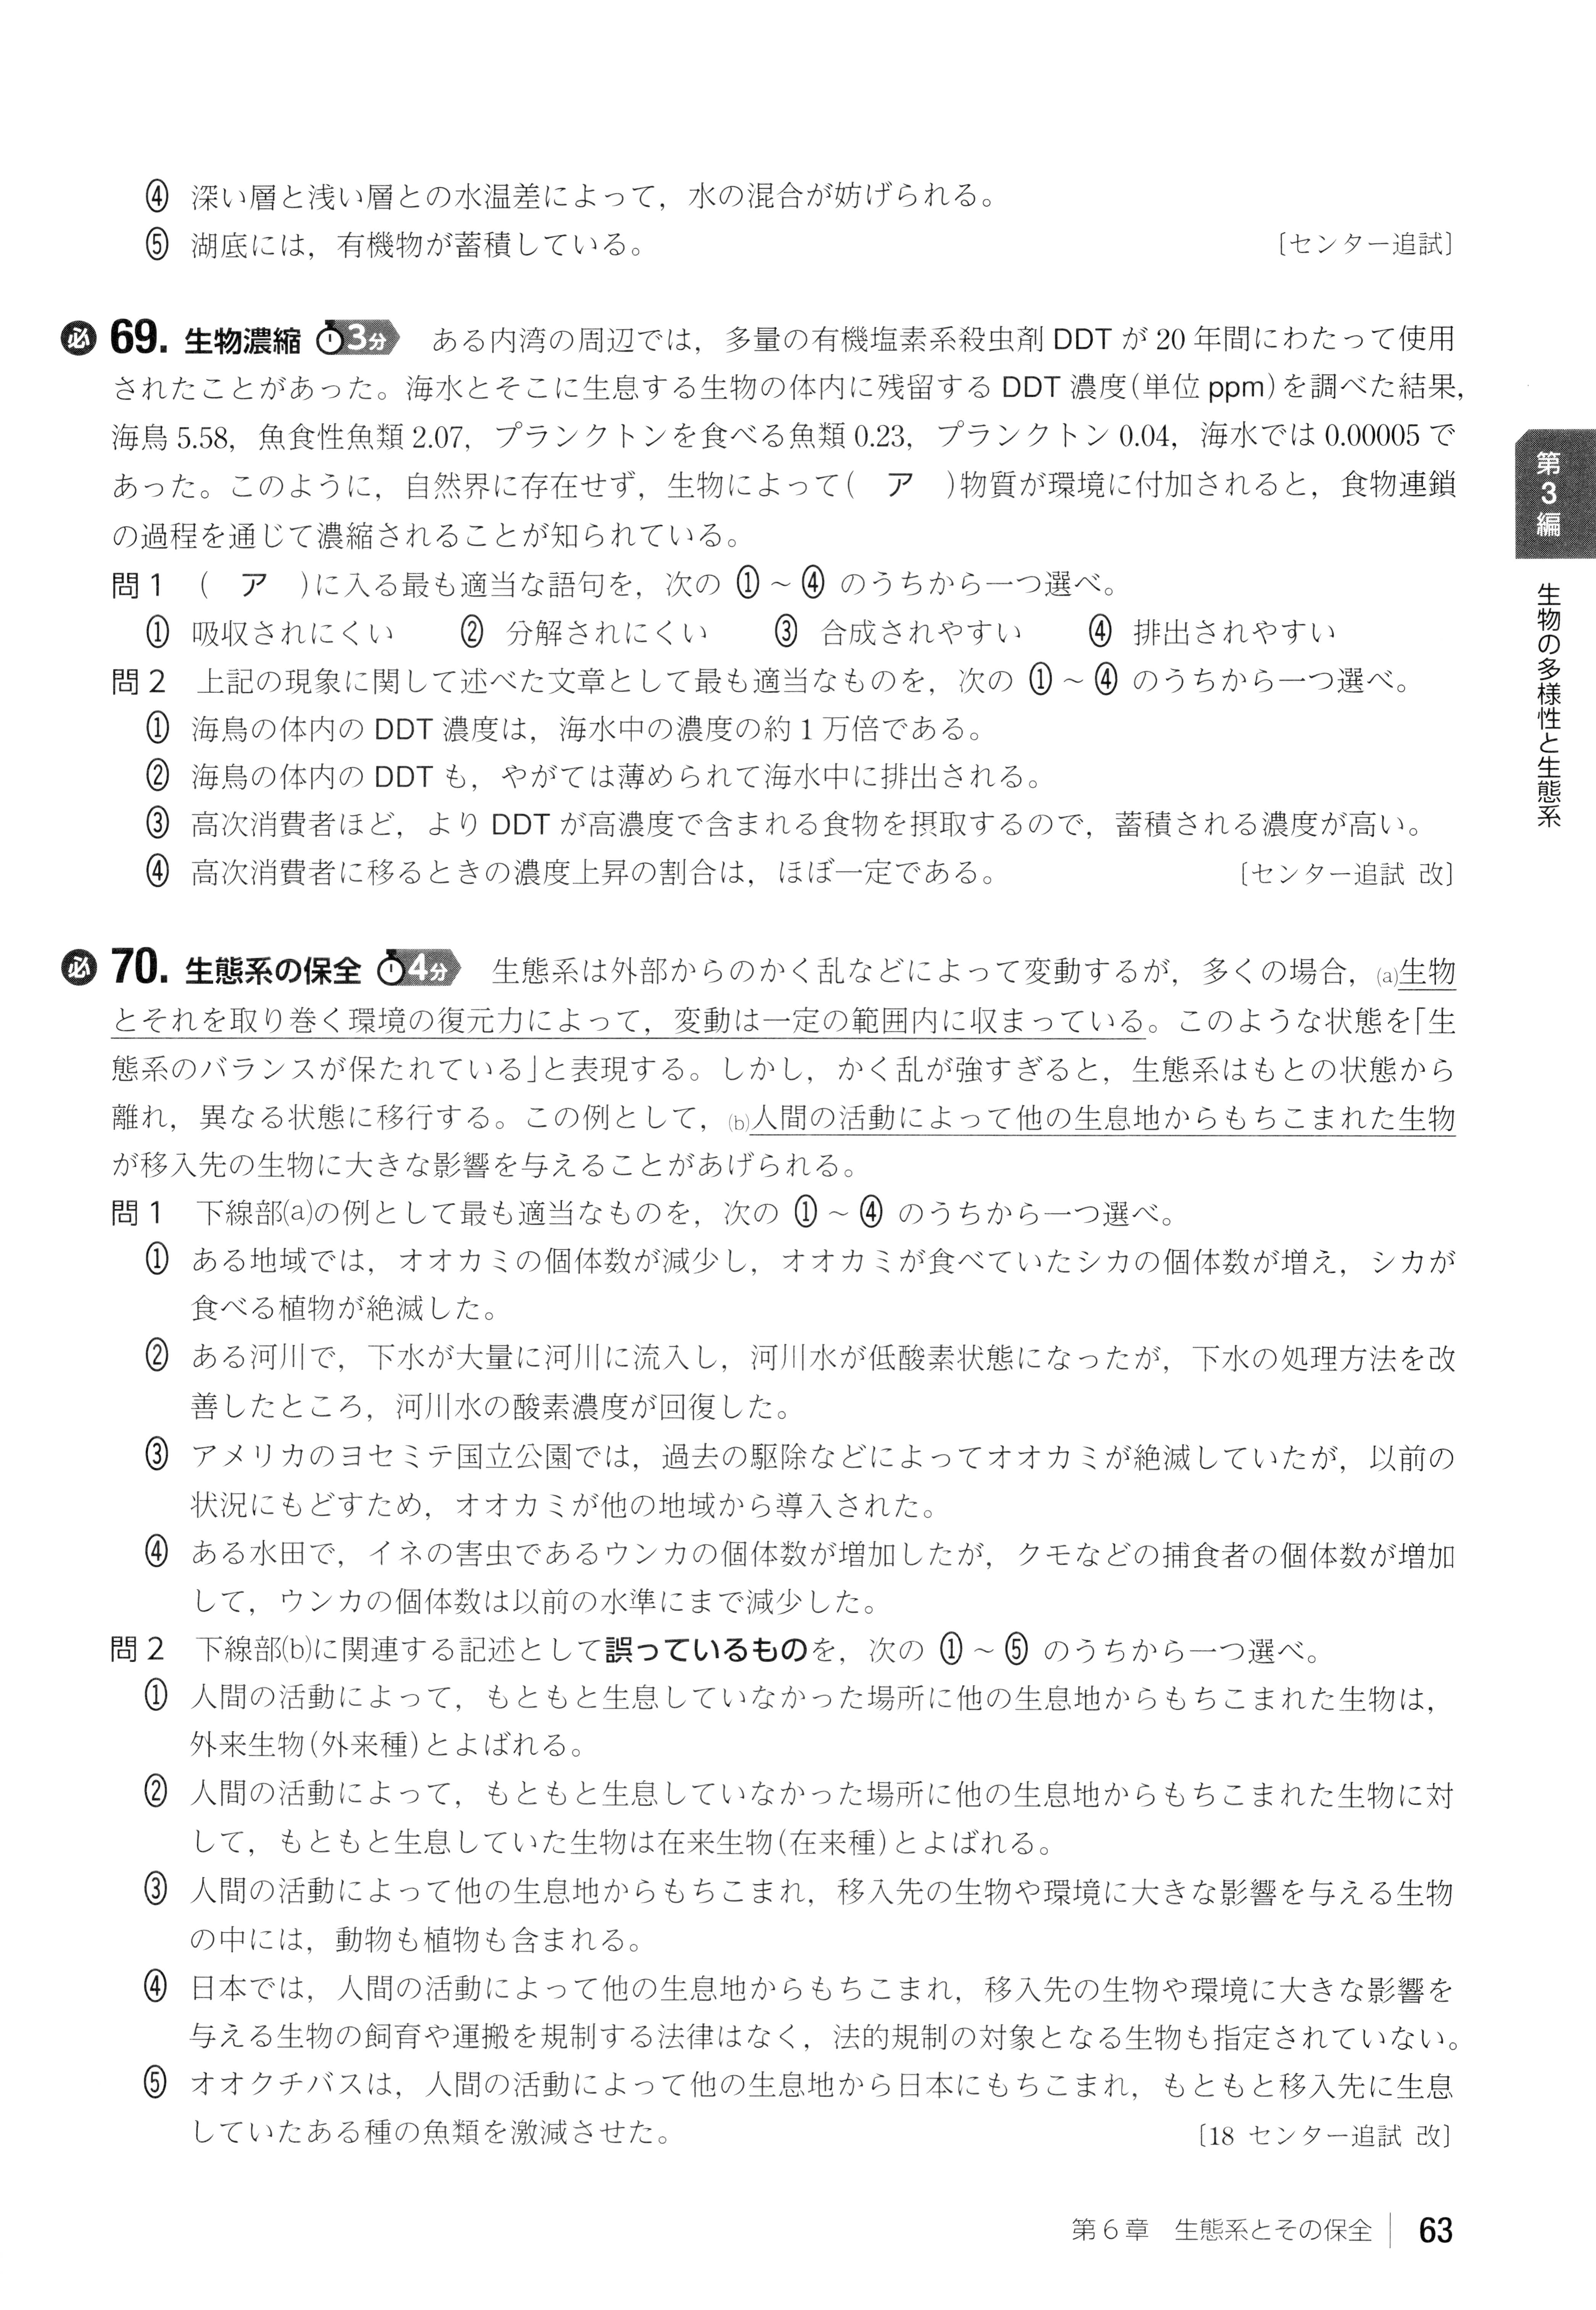 ④ 深い層と浅い層との水温差によって，水の混合が妨げられる。
⑤ 湖底には，有機物が蓄積している。 〔センター追試〕
必 69. 生物濃縮 3分 ある内湾の周辺では，多量の有機塩素系殺虫剤 DDT が 20 年間にわたって使用
されたことがあった。海水とそこに生息する生物の体内に残留する DDT 濃度(単位 ppm)を調べた結果，
海鳥 5.58，魚食性魚類 2.07，プランクトンを食べる魚類 0.23，プランクトン 0.04，海水では 0.00005 で
あった。このように，自然界に存在せず，生物によって( ア )物質が環境に付加されると，食物連鎖
の過程を通じて濃縮されることが知られている。
問1 ( ア )に入る最も適当な語句を，次の ①～④ のうちから一つ選べ。
① 吸収されにくい ② 分解されにくい ③ 合成されやすい ④ 排出されやすい
問2 上記の現象に関して述べた文章として最も適当なものを，次の ①～④ のうちから一つ選べ。
① 海鳥の体内の DDT 濃度は，海水中の濃度の約 1 万倍である。
② 海鳥の体内の DDT も，やがては薄められて海水中に排出される。
③ 高次消費者ほど，より DDT が高濃度で含まれる食物を摂取するので，蓄積される濃度が高い。
④ 高次消費者に移るときの濃度上昇の割合は，ほぼ一定である。 〔センター追試 改〕
必 70. 生態系の保全 4分 生態系は外部からのかく乱などによって変動するが，多くの場合，(a)生物
とそれを取り巻く環境の復元力によって，変動は一定の範囲内に収まっている。このような状態を「生
態系のバランスが保たれている」と表現する。しかし，かく乱が強すぎると，生態系はもとの状態から
離れ，異なる状態に移行する。この例として，(b)人間の活動によって他の生息地からもちこまれた生物
が移入先の生物に大きな影響を与えることがあげられる。
問1 下線部(a)の例として最も適当なものを，次の ①～④ のうちから一つ選べ。
① ある地域では，オオカミの個体数が減少し，オオカミが食べていたシカの個体数が増え，シカが
食べる植物が絶滅した。
② ある河川で，下水が大量に河川に流入し，河川水が低酸素状態になったが，下水の処理方法を改
善したところ，河川水の酸素濃度が回復した。
③ アメリカのヨセミテ国立公園では，過去の駆除などによってオオカミが絶滅していたが，以前の
状況にもどすため，オオカミが他の地域から導入された。
④ ある水田で，イネの害虫であるウンカの個体数が増加したが，クモなどの捕食者の個体数が増加
して，ウンカの個体数は以前の水準にまで減少した。
問2 下線部(b)に関連する記述として誤っているものを，次の ①～⑤ のうちから一つ選べ。
① 人間の活動によって，もともと生息していなかった場所に他の生息地からもちこまれた生物は，
外来生物(外来種)とよばれる。
② 人間の活動によって，もともと生息していなかった場所に他の生息地からもちこまれた生物に対
して，もともと生息していた生物は在来生物(在来種)とよばれる。
③ 人間の活動によって他の生息地からもちこまれ，移入先の生物や環境に大きな影響を与える生物
の中には，動物も植物も含まれる。
④ 日本では，人間の活動によって他の生息地からもちこまれ，移入先の生物や環境に大きな影響を
与える生物の飼育や運搬を規制する法律はなく，法的規制の対象となる生物も指定されていない。
⑤ オオクチバスは，人間の活動によって他の生息地から日本にもちこまれ，もともと移入先に生息
していたある種の魚類を激減させた。 〔18 センター追試 改〕
第3編 生物の多様性と生態系
第6章 生態系とその保全 63